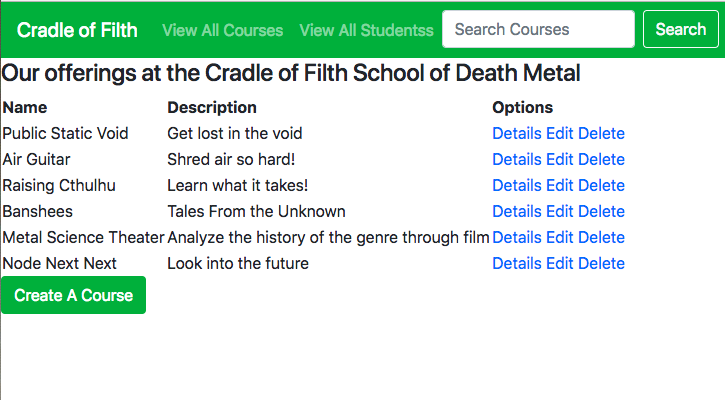 Cradle of Filth View All Courses View All Studentss Search Courses Search
Our offerings at the Cradle of Filth School of Death Metal
Name Description Options
Public Static Void Get lost in the void Details Edit Delete
Air Guitar Shred air so hard! Details Edit Delete
Raising Cthulhu Learn what it takes! Details Edit Delete
Banshees Tales From the Unknown Details Edit Delete
Metal Science Theater Analyze the history of the genre through film Details Edit Delete
Node Next Next Look into the future Details Edit Delete
Create A Course